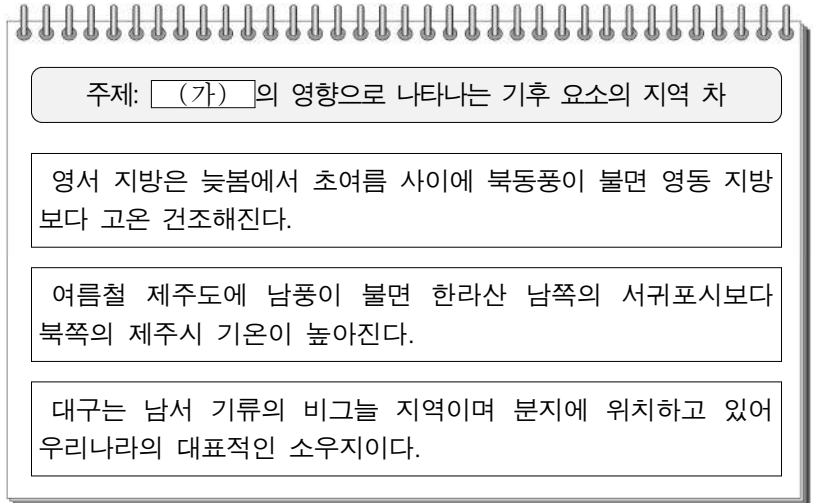 주제: (가) 의 영향으로 나타나는 기후 요소의 지역 차
영서 지방은 늦봄에서 초여름 사이에 북동풍이 불면 영동 지방
보다 고온 건조해진다.
여름철 제주도에 남풍이 불면 한라산 남쪽의 서귀포시보다
북쪽의 제주시 기온이 높아진다.
대구는 남서 기류의 비그늘 지역이며 분지에 위치하고 있어
우리나라의 대표적인 소우지이다.